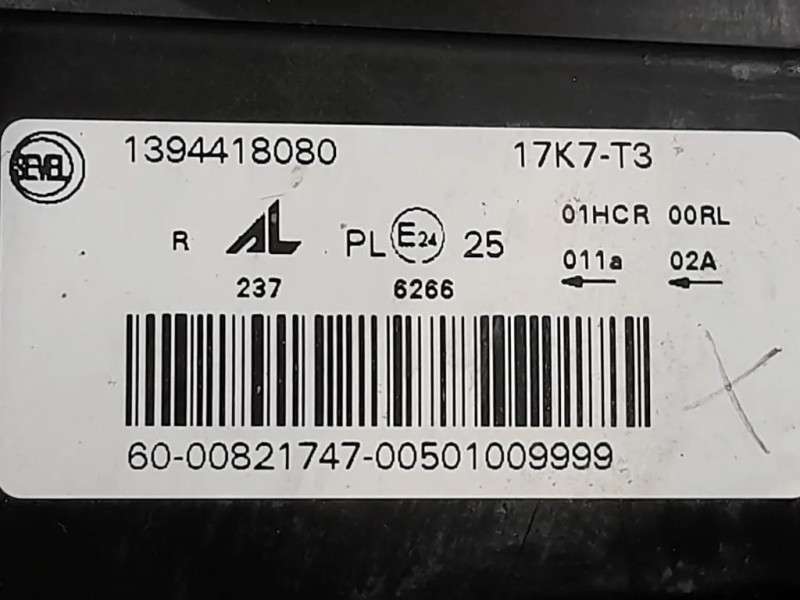 SEVEL 1394418080 17K7-T3
R AL PL E24 25 01HCR 00RL
011a 02A
237 6266
60-00821747-00501009999